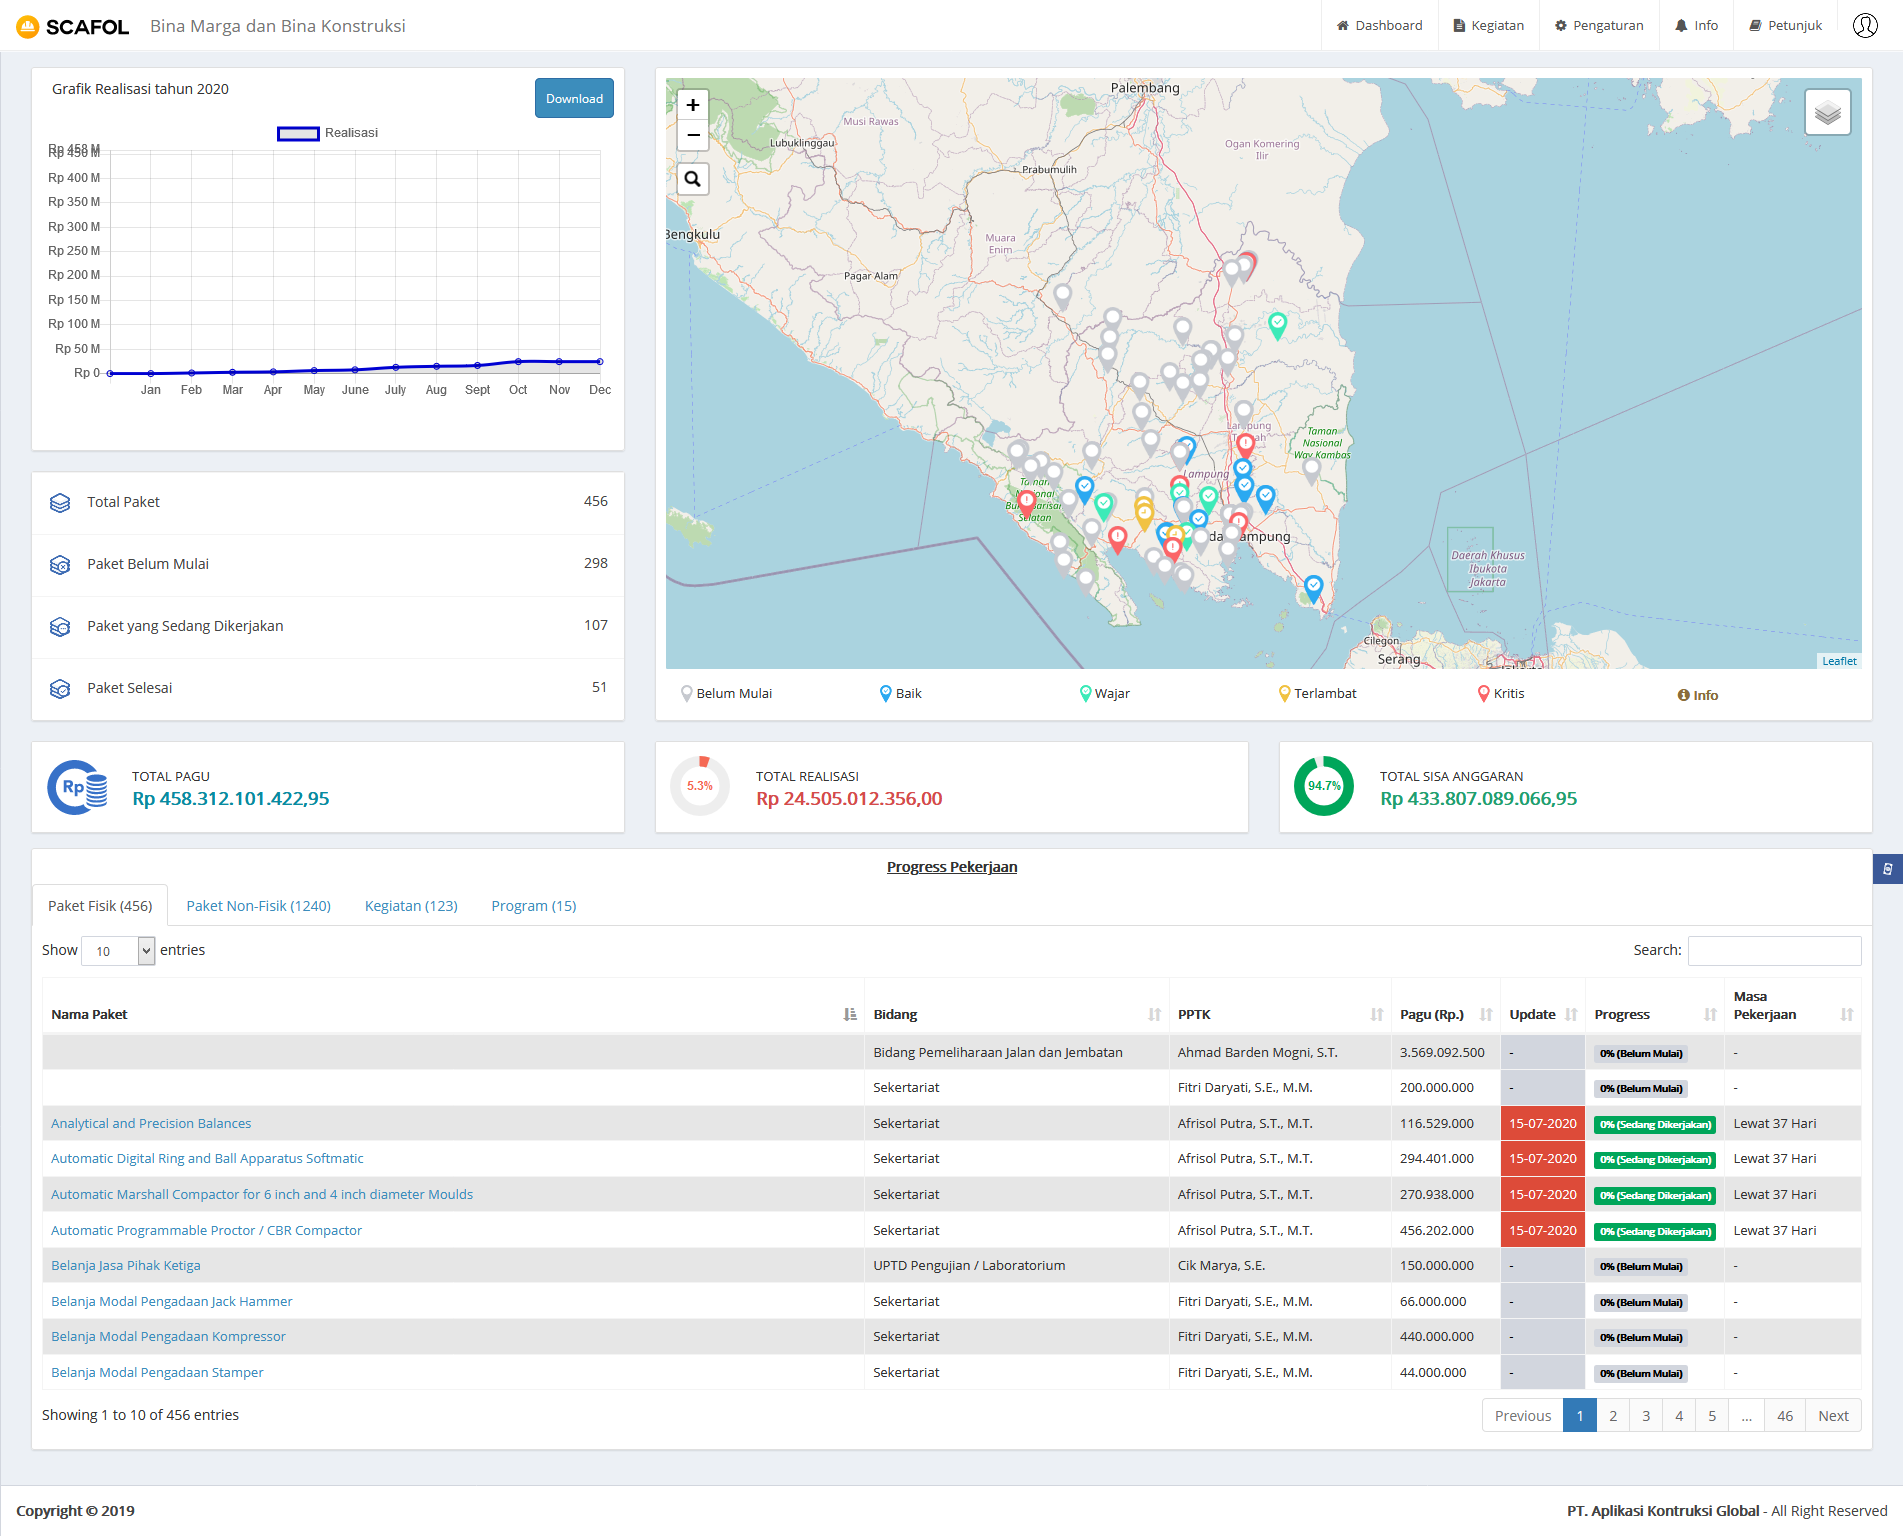 SCAFOL
Bina Marga dan Bina Konstruksi
Dashboard
Kegiatan
Pengaturan
Info
Petunjuk
Grafik Realisasi tahun 2020
Download
Realisasi
Rp 458 M
Rp 450 M
Rp 400 M
Rp 350 M
Rp 300 M
Rp 250 M
Rp 200 M
Rp 150 M
Rp 100 M
Rp 50 M
Rp 0
Jan Feb Mar Apr May June July Aug Sept Oct Nov Dec
Total Paket 456
Paket Belum Mulai 298
Paket yang Sedang Dikerjakan 107
Paket Selesai 51
+
−
Palembang
Musi Rawas
Lubuklinggau
Ogan Komering
Ilir
Prabumulih
Bengkulu
Muara
Enim
Pagar Alam
Lampung
Taman
Nasional
Way Kambas
Lampung
Selatan
Daerah Khusus
Ibukota
Jakarta
Cilegon
Serang
Leaflet
Belum Mulai
Baik
Wajar
Terlambat
Kritis
Info
Rp
TOTAL PAGU
Rp 458.312.101.422,95
5.3%
TOTAL REALISASI
Rp 24.505.012.356,00
94.7%
TOTAL SISA ANGGARAN
Rp 433.807.089.066,95
Progress Pekerjaan
Paket Fisik (456)
Paket Non-Fisik (1240)
Kegiatan (123)
Program (15)
Show 10 entries
Search:
Nama Paket Bidang PPTK Pagu (Rp.) Update Progress Masa Pekerjaan
Bidang Pemeliharaan Jalan dan Jembatan Ahmad Barden Mogni, S.T. 3.569.092.500 - 0% (Belum Mulai) -
Sekertariat Fitri Daryati, S.E., M.M. 200.000.000 - 0% (Belum Mulai) -
Analytical and Precision Balances Sekertariat Afrisol Putra, S.T., M.T. 116.529.000 15-07-2020 0% (Sedang Dikerjakan) Lewat 37 Hari
Automatic Digital Ring and Ball Apparatus Softmatic Sekertariat Afrisol Putra, S.T., M.T. 294.401.000 15-07-2020 0% (Sedang Dikerjakan) Lewat 37 Hari
Automatic Marshall Compactor for 6 inch and 4 inch diameter Moulds Sekertariat Afrisol Putra, S.T., M.T. 270.938.000 15-07-2020 0% (Sedang Dikerjakan) Lewat 37 Hari
Automatic Programmable Proctor / CBR Compactor Sekertariat Afrisol Putra, S.T., M.T. 456.202.000 15-07-2020 0% (Sedang Dikerjakan) Lewat 37 Hari
Belanja Jasa Pihak Ketiga UPTD Pengujian / Laboratorium Cik Marya, S.E. 150.000.000 - 0% (Belum Mulai) -
Belanja Modal Pengadaan Jack Hammer Sekertariat Fitri Daryati, S.E., M.M. 66.000.000 - 0% (Belum Mulai) -
Belanja Modal Pengadaan Kompressor Sekertariat Fitri Daryati, S.E., M.M. 440.000.000 - 0% (Belum Mulai) -
Belanja Modal Pengadaan Stamper Sekertariat Fitri Daryati, S.E., M.M. 44.000.000 - 0% (Belum Mulai) -
Showing 1 to 10 of 456 entries
Previous 1 2 3 4 5 ... 46 Next
Copyright © 2019
PT. Aplikasi Kontruksi Global - All Right Reserved